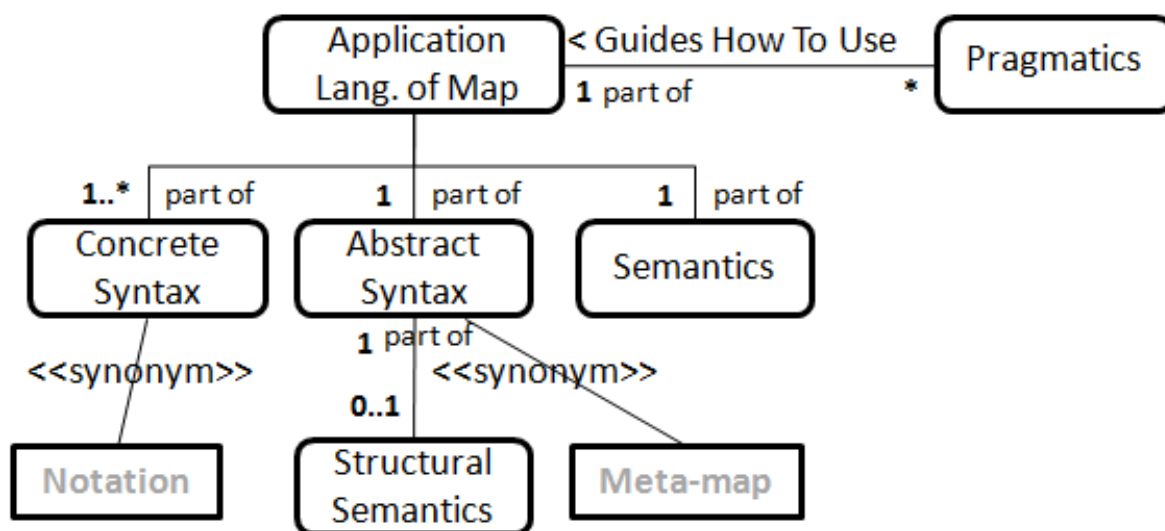 Application
Lang. of Map
< Guides How To Use
1 part of *
Pragmatics
1..* part of
1 part of
1 part of
Concrete
Syntax
Abstract
Syntax
Semantics
1 part of
<<synonym>>
<<synonym>>
0..1
Notation
Structural
Semantics
Meta-map